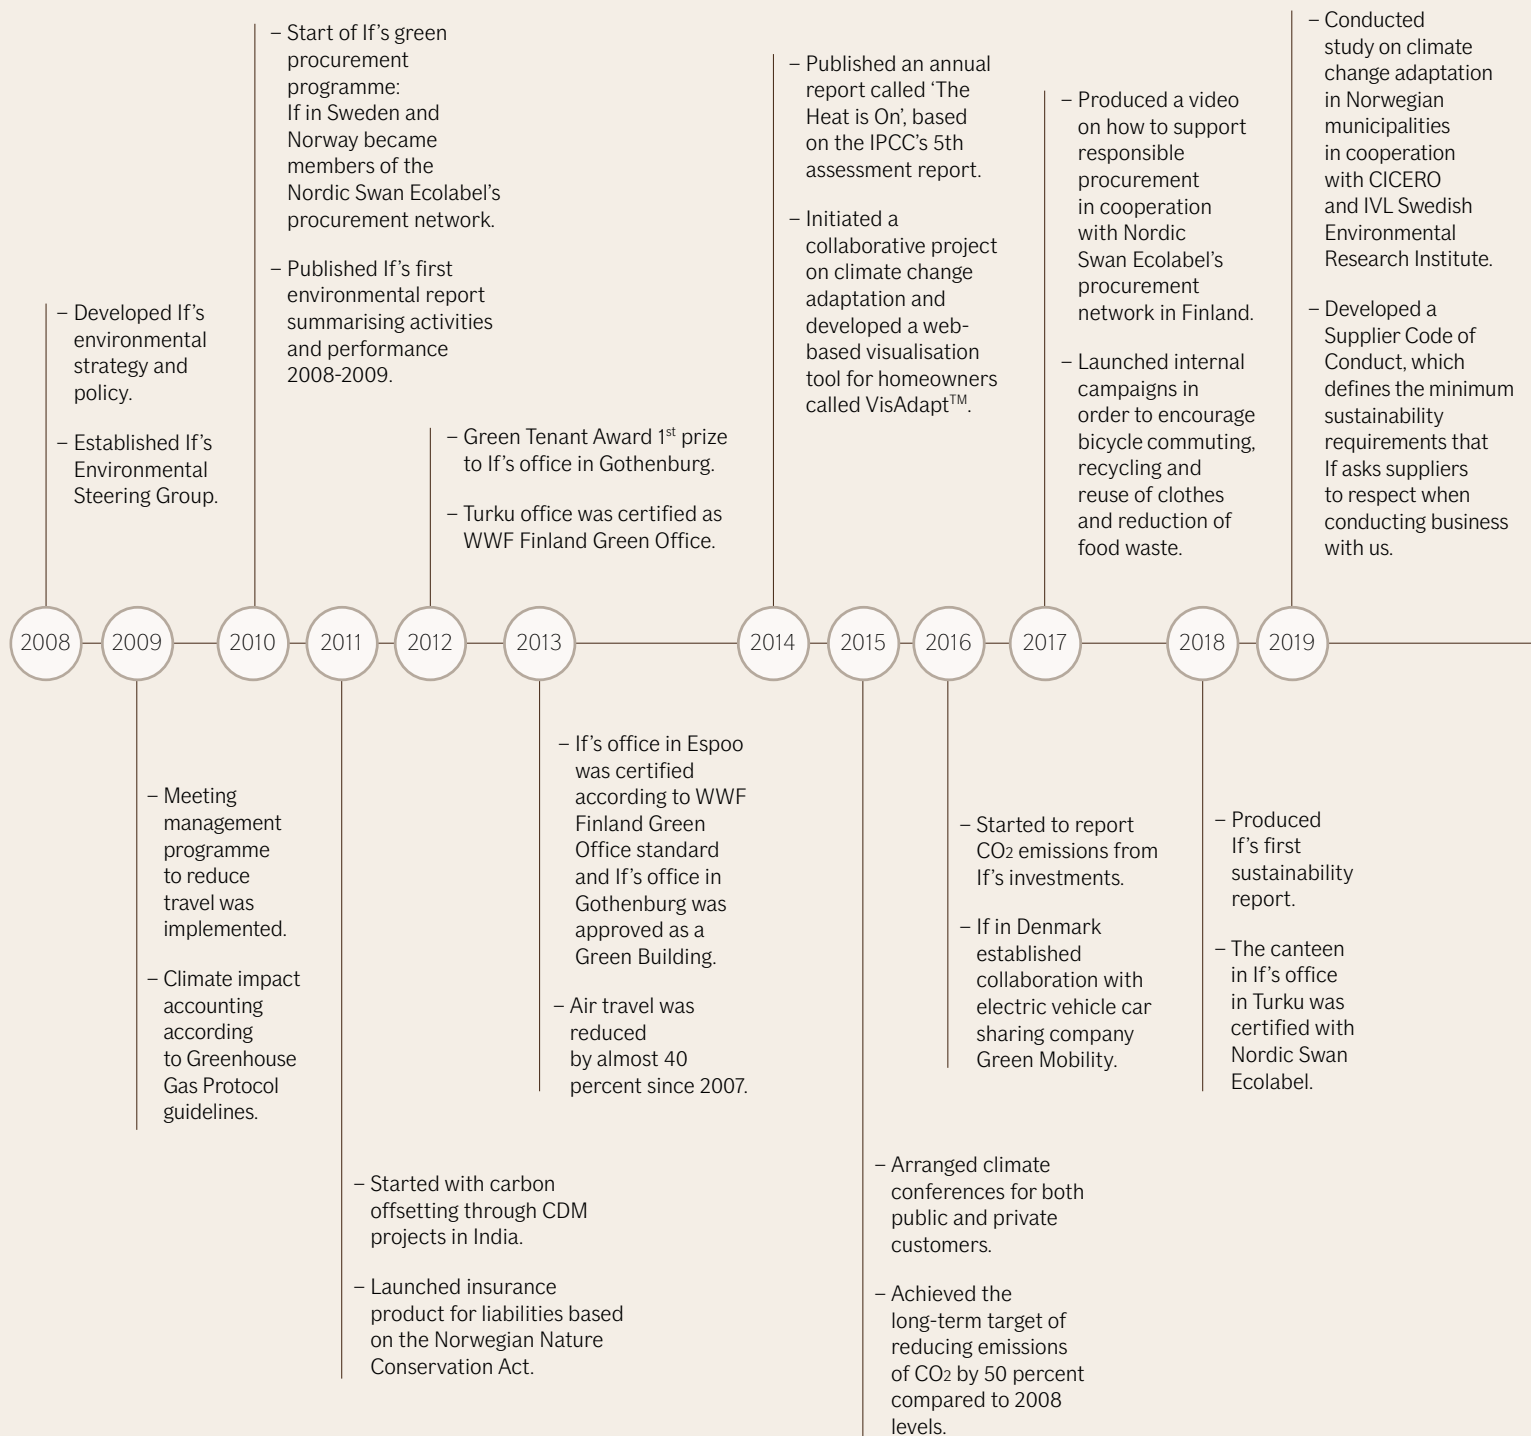 – Start of If’s green
procurement
programme:
If in Sweden and
Norway became
members of the
Nordic Swan Ecolabel’s
procurement network.
– Published If’s first
environmental report
summarising activities
and performance
2008-2009.
– Developed If’s
environmental
strategy and
policy.
– Established If’s
Environmental
Steering Group.
– Green Tenant Award 1st prize
to If’s office in Gothenburg.
– Turku office was certified as
WWF Finland Green Office.
– Published an annual
report called ‘The
Heat is On’, based
on the IPCC’s 5th
assessment report.
– Initiated a
collaborative project
on climate change
adaptation and
developed a web-
based visualisation
tool for homeowners
called VisAdapt™.
– Produced a video
on how to support
responsible
procurement
in cooperation
with Nordic
Swan Ecolabel’s
procurement
network in Finland.
– Launched internal
campaigns in
order to encourage
bicycle commuting,
recycling and
reuse of clothes
and reduction of
food waste.
– Conducted
study on climate
change adaptation
in Norwegian
municipalities
in cooperation
with CICERO
and IVL Swedish
Environmental
Research Institute.
– Developed a
Supplier Code of
Conduct, which
defines the minimum
sustainability
requirements that
If asks suppliers
to respect when
conducting business
with us.
2008 2009 2010 2011 2012 2013 2014 2015 2016 2017 2018 2019
– Meeting
management
programme
to reduce
travel was
implemented.
– Climate impact
accounting
according
to Greenhouse
Gas Protocol
guidelines.
– Started with carbon
offsetting through CDM
projects in India.
– Launched insurance
product for liabilities based
on the Norwegian Nature
Conservation Act.
– If’s office in Espoo
was certified
according to WWF
Finland Green
Office standard
and If’s office in
Gothenburg was
approved as a
Green Building.
– Air travel was
reduced
by almost 40
percent since 2007.
– Arranged climate
conferences for both
public and private
customers.
– Achieved the
long-term target of
reducing emissions
of CO2 by 50 percent
compared to 2008
levels.
– Started to report
CO2 emissions from
If’s investments.
– If in Denmark
established
collaboration with
electric vehicle car
sharing company
Green Mobility.
– Produced
If’s first
sustainability
report.
– The canteen
in If’s office
in Turku was
certified with
Nordic Swan
Ecolabel.